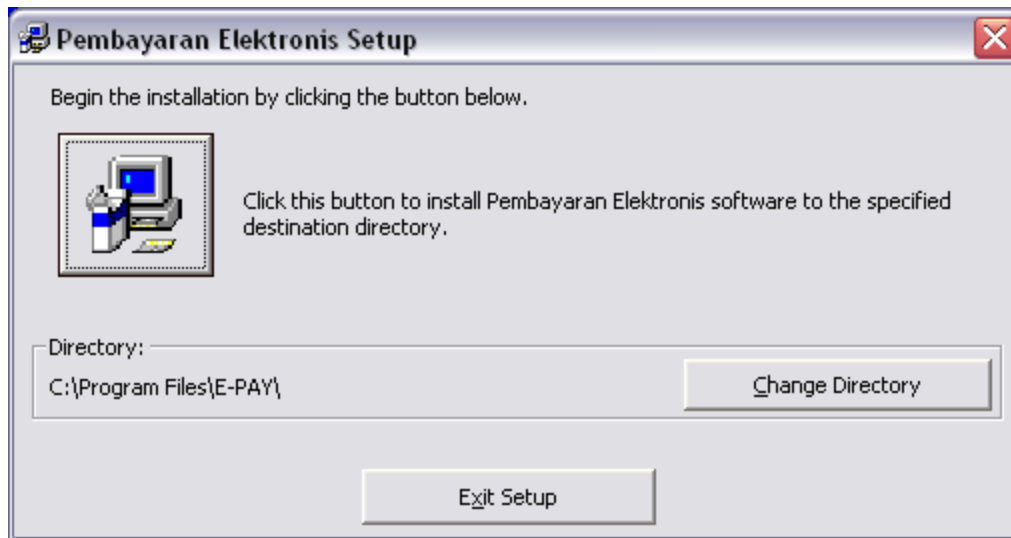 Pembayaran Elektronis Setup
Begin the installation by clicking the button below.
Click this button to install Pembayaran Elektronis software to the specified
destination directory.
Directory:
C:\Program Files\E-PAY\
Change Directory
Exit Setup